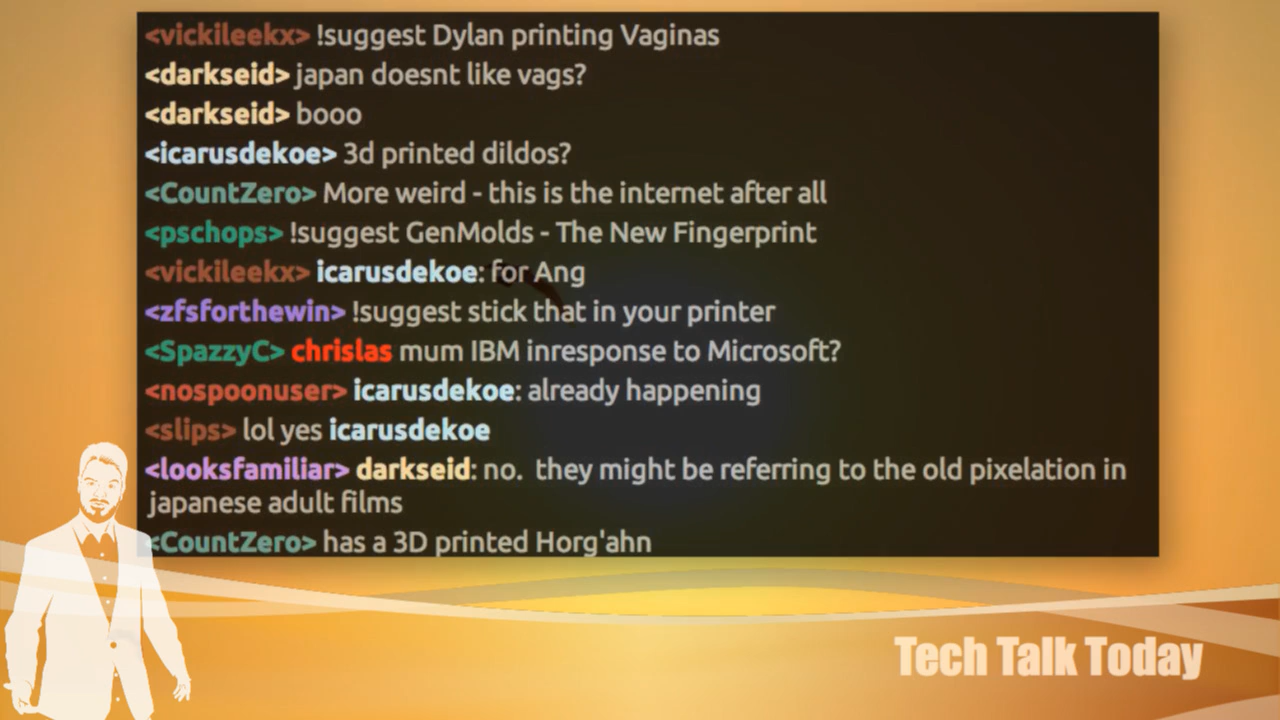 <vickileekx> !suggest Dylan printing Vaginas
<darkseid> japan doesnt like vags?
<darkseid> booo
<icarusdekoe> 3d printed dildos?
<CountZero> More weird - this is the internet after all
<pschops> !suggest GenMolds - The New Fingerprint
<vickileekx> icarusdekoe: for Ang
<zfsforthewin> !suggest stick that in your printer
<SpazzyC> chrislas mum IBM inresponse to Microsoft?
<nospoonuser> icarusdekoe: already happening
<slips> lol yes icarusdekoe
<looksfamiliar> darkseid: no.  they might be referring to the old pixelation in
japanese adult films
<CountZero> has a 3D printed Horg'ahn
Tech Talk Today